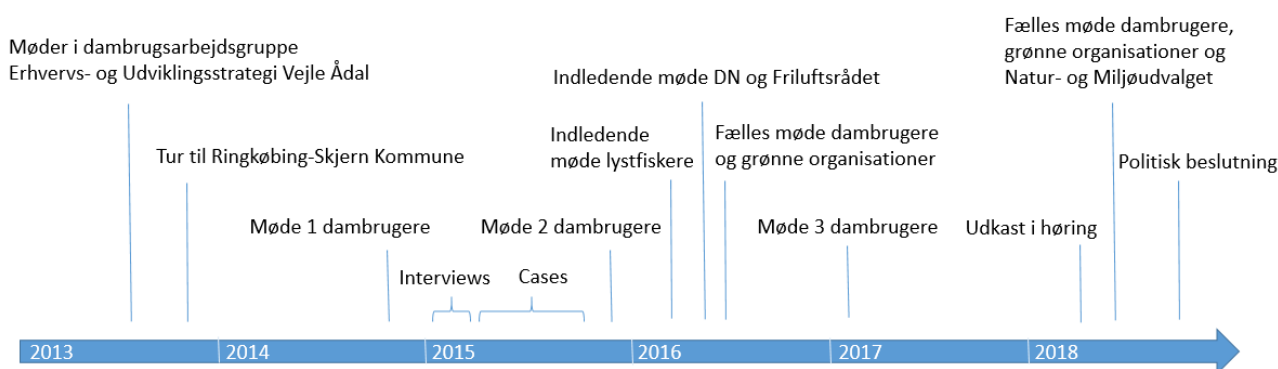 Møder i dambrugsarbejdsgruppe
Erhvervs- og Udviklingsstrategi Vejle Ådal
Tur til Ringkøbing-Skjern Kommune
Møde 1 dambrugere
Interviews
Cases
Møde 2 dambrugere
Indledende
møde lystfiskere
Indledende møde DN og Friluftsrådet
Fælles møde dambrugere
og grønne organisationer
Møde 3 dambrugere
Udkast i høring
Fælles møde dambrugere,
grønne organisationer og
Natur- og Miljøudvalget
Politisk beslutning
2013
2014
2015
2016
2017
2018